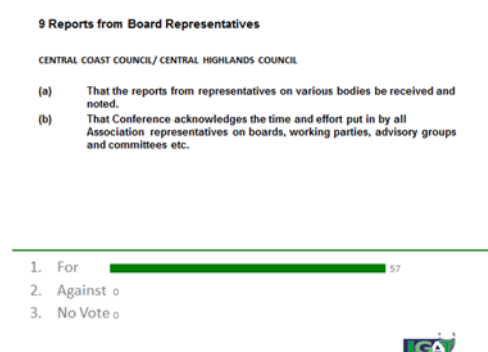 9 Reports from Board Representatives
CENTRAL COAST COUNCIL/ CENTRAL HIGHLANDS COUNCIL
(a) That the reports from representatives on various bodies be received and
noted.
(b) That Conference acknowledges the time and effort put in by all
Association representatives on boards, working parties, advisory groups
and committees etc.
1. For 57
2. Against 0
3. No Vote 0